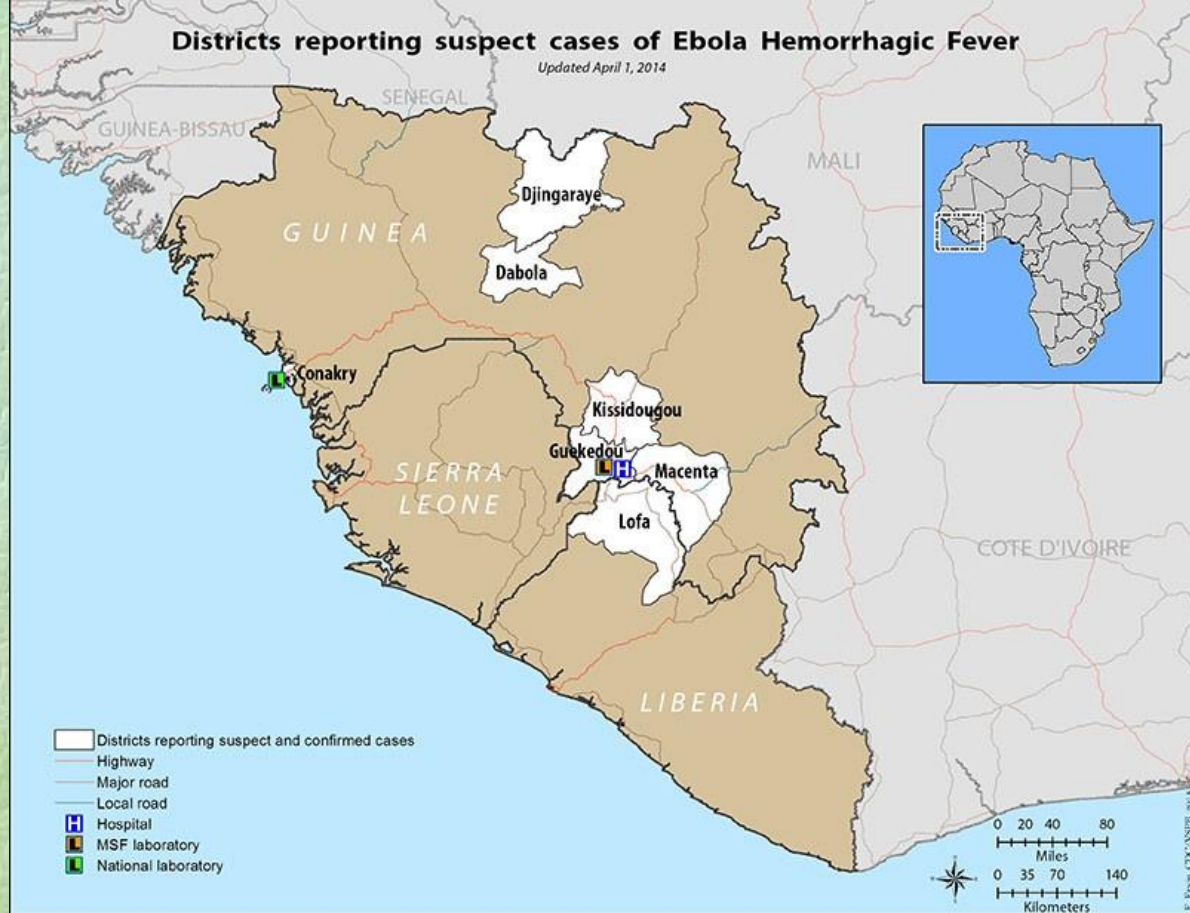 Districts reporting suspect cases of Ebola Hemorrhagic Fever
Updated April 1, 2014
SENEGAL
GUINEA-BISSAU
MALI
Djingaraye
GUINEA
Dabola
L
Conakry
Kissidougou
Guekedou
L H
Macenta
SIERRA
LEONE
Lofa
COTE D'IVOIRE
LIBERIA
Districts reporting suspect and confirmed cases
Highway
Major road
Local road
H Hospital
L MSF laboratory
L National laboratory
0 20 40 80
Miles
0 35 70 140
Kilometers